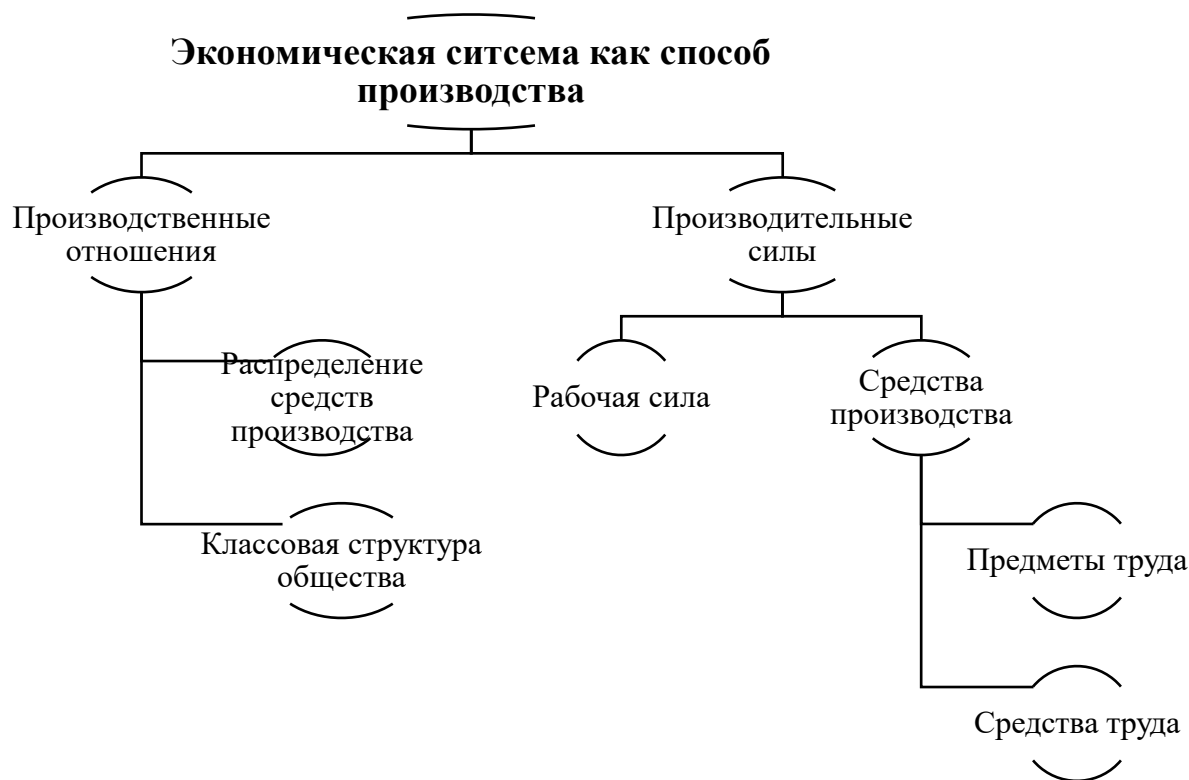 Экономическая ситсема как способ
производства
Производственные
отношения
Производительные
силы
Распределение
средств
производства
Рабочая сила
Средства
производства
Классовая структура
общества
Предметы труда
Средства труда